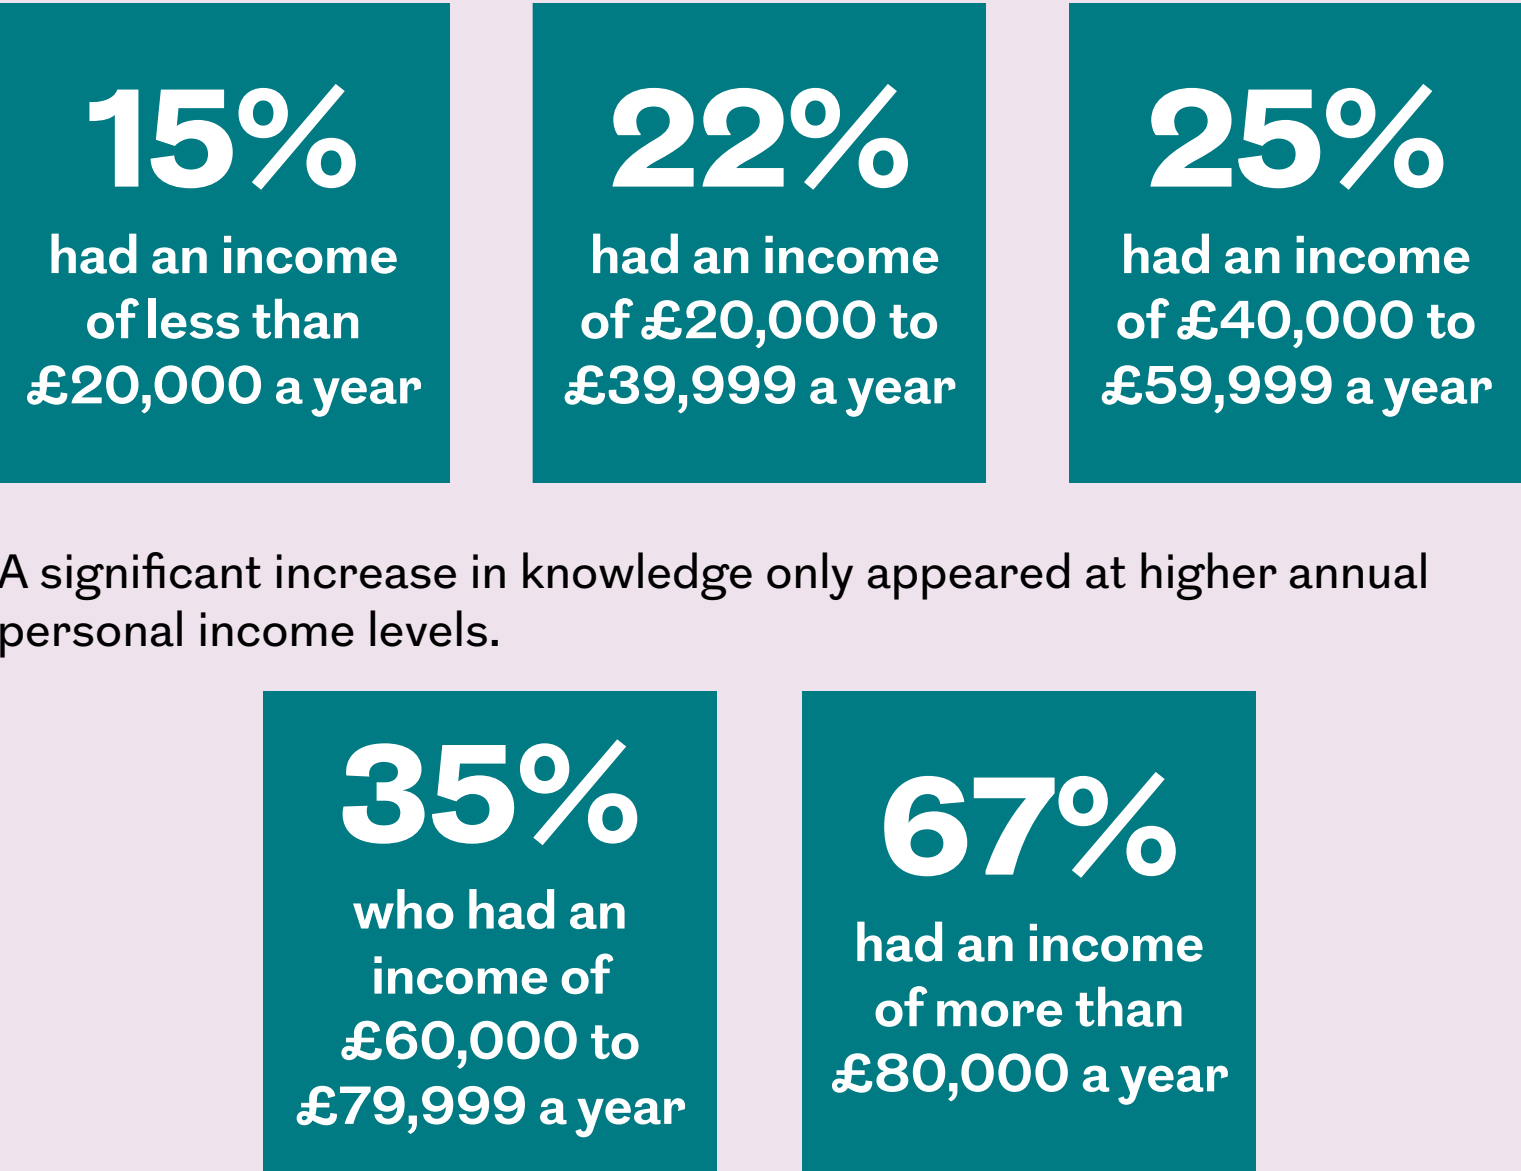 15%
had an income
of less than
£20,000 a year
22%
had an income
of £20,000 to
£39,999 a year
25%
had an income
of £40,000 to
£59,999 a year
A significant increase in knowledge only appeared at higher annual
personal income levels.
35%
who had an
income of
£60,000 to
£79,999 a year
67%
had an income
of more than
£80,000 a year